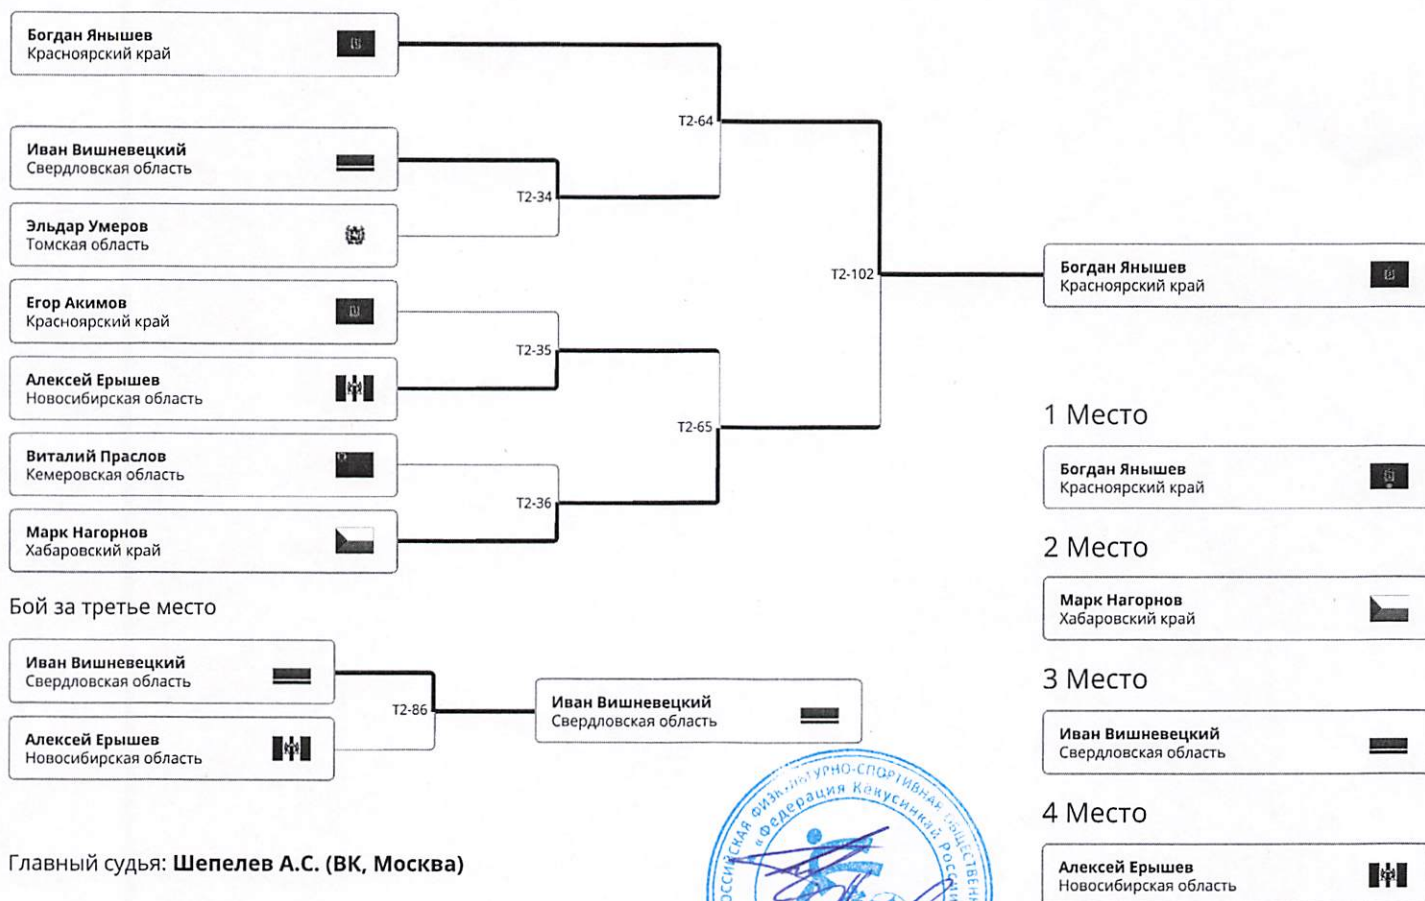 Богдан Янышев
Красноярский край
Иван Вишневецкий
Свердловская область
Эльдар Умеров
Томская область
Егор Акимов
Красноярский край
Алексей Ерышев
Новосибирская область
Виталий Праслов
Кемеровская область
Марк Нагорнов
Хабаровский край
T2-34
T2-35
T2-36
T2-64
T2-65
T2-102
Богдан Янышев
Красноярский край
Бой за третье место
Иван Вишневецкий
Свердловская область
Алексей Ерышев
Новосибирская область
T2-86
Иван Вишневецкий
Свердловская область
1 Место
Богдан Янышев
Красноярский край
2 Место
Марк Нагорнов
Хабаровский край
3 Место
Иван Вишневецкий
Свердловская область
4 Место
Алексей Ерышев
Новосибирская область
Главный судья: Шепелев А.С. (ВК, Москва)
"Федерация Кёкусинкай России